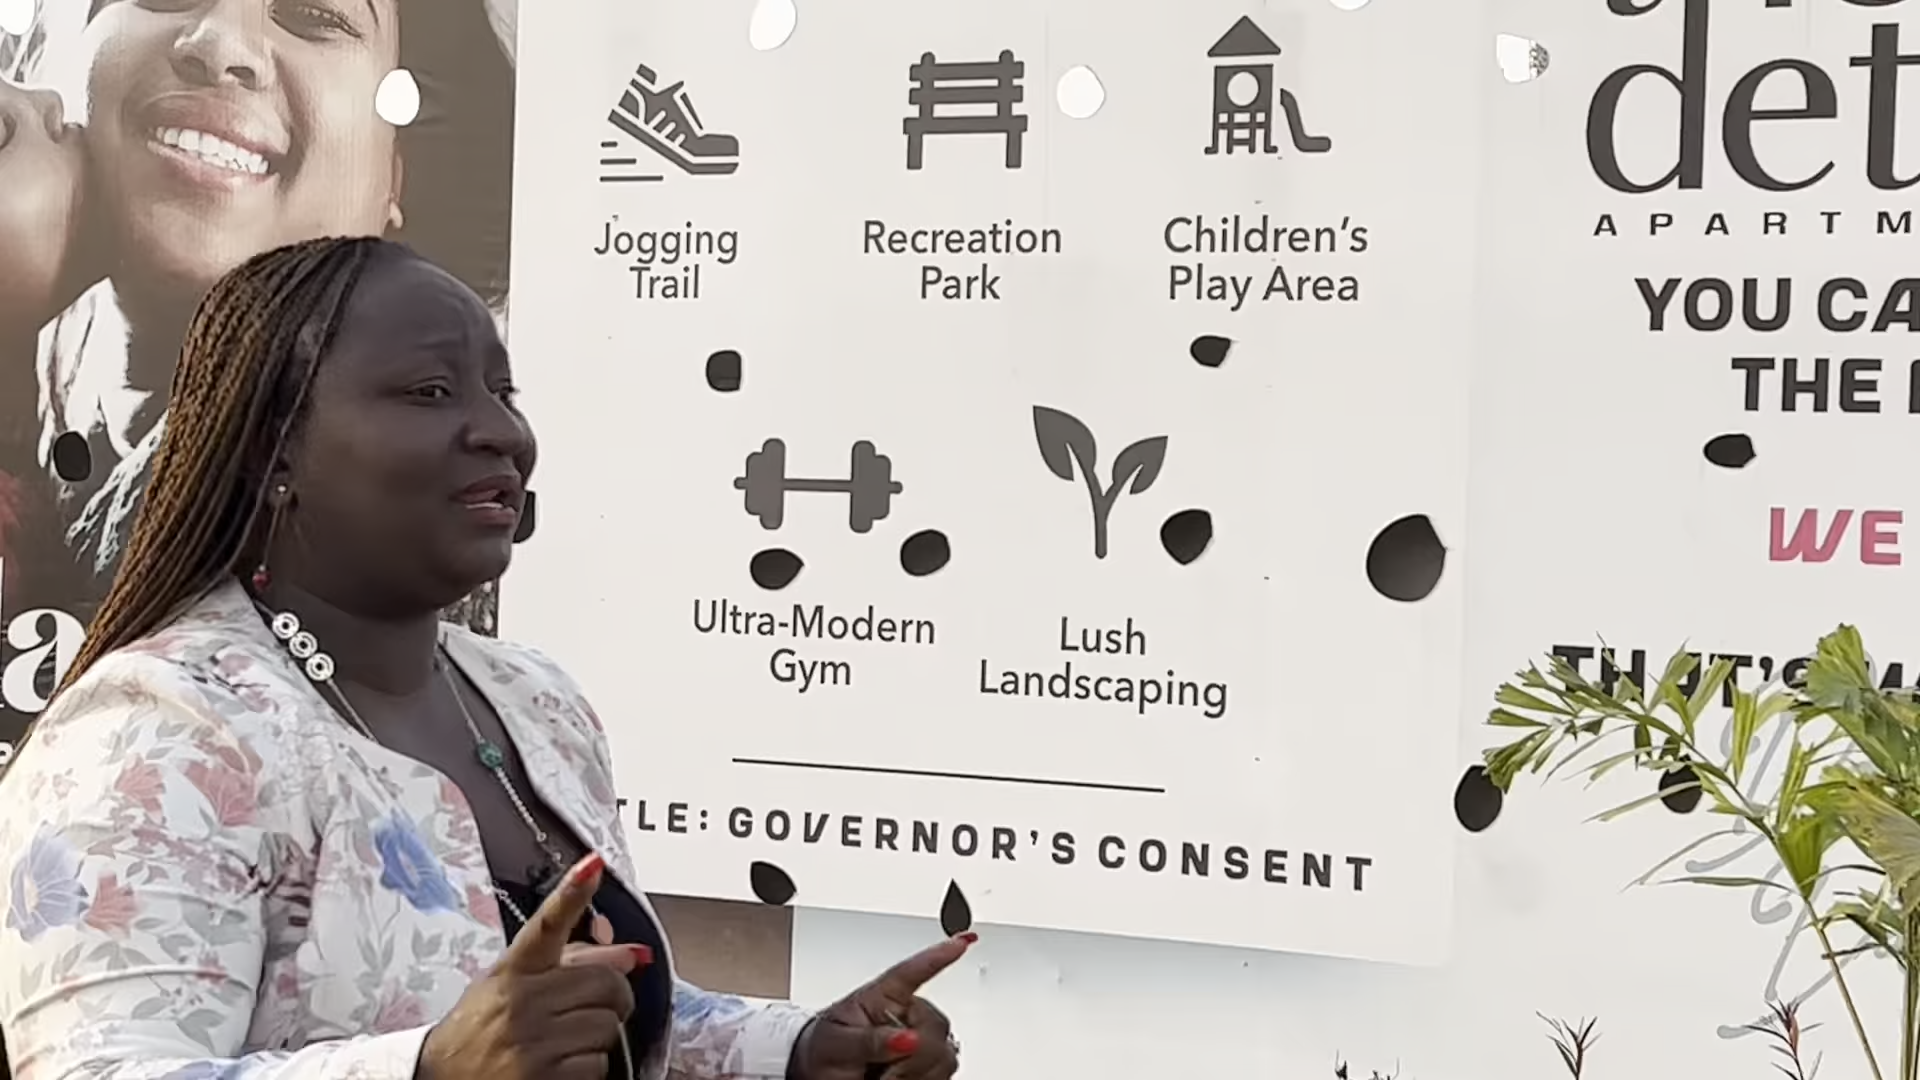 Jogging
Trail
Recreation
Park
Children's
Play Area
Ultra-Modern
Gym
Lush
Landscaping
TLE: GOVERNOR'S CONSENT
det
APARTM
YOU CA
THE
WE
THAT'S
a